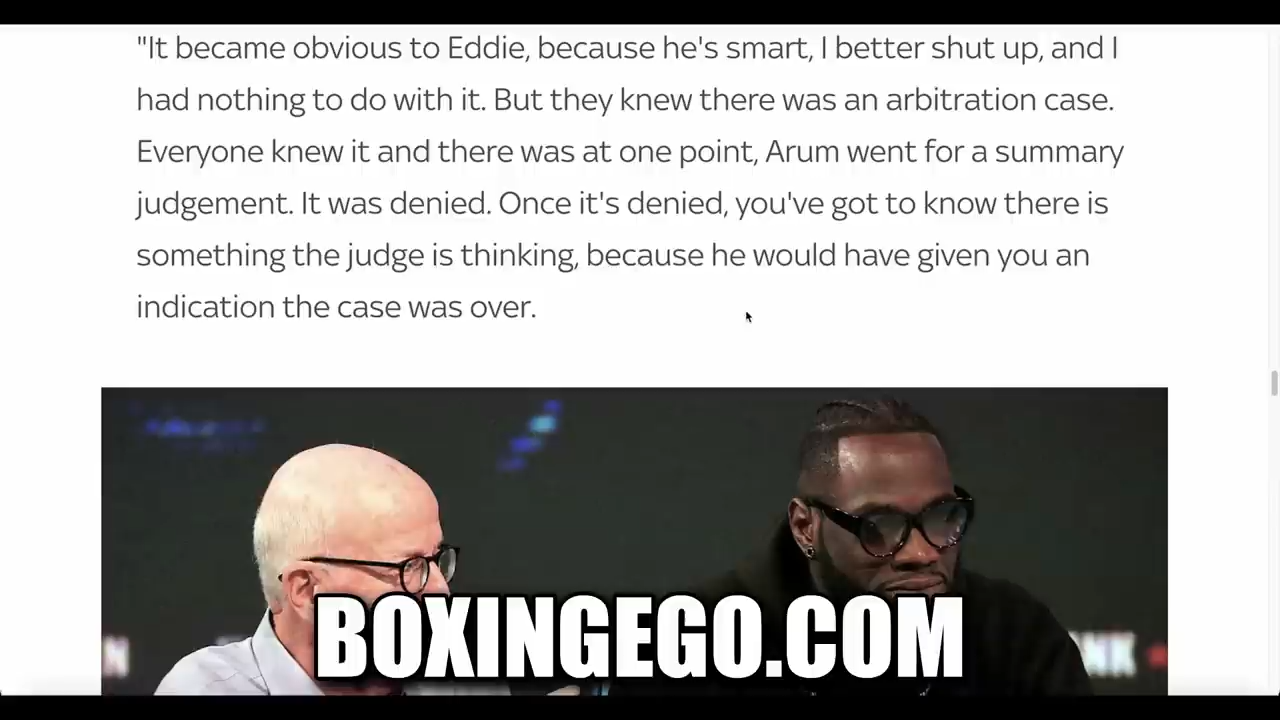 "It became obvious to Eddie, because he's smart, I better shut up, and I
had nothing to do with it. But they knew there was an arbitration case.
Everyone knew it and there was at one point, Arum went for a summary
judgement. It was denied. Once it's denied, you've got to know there is
something the judge is thinking, because he would have given you an
indication the case was over.
BOXINGEGO.COM